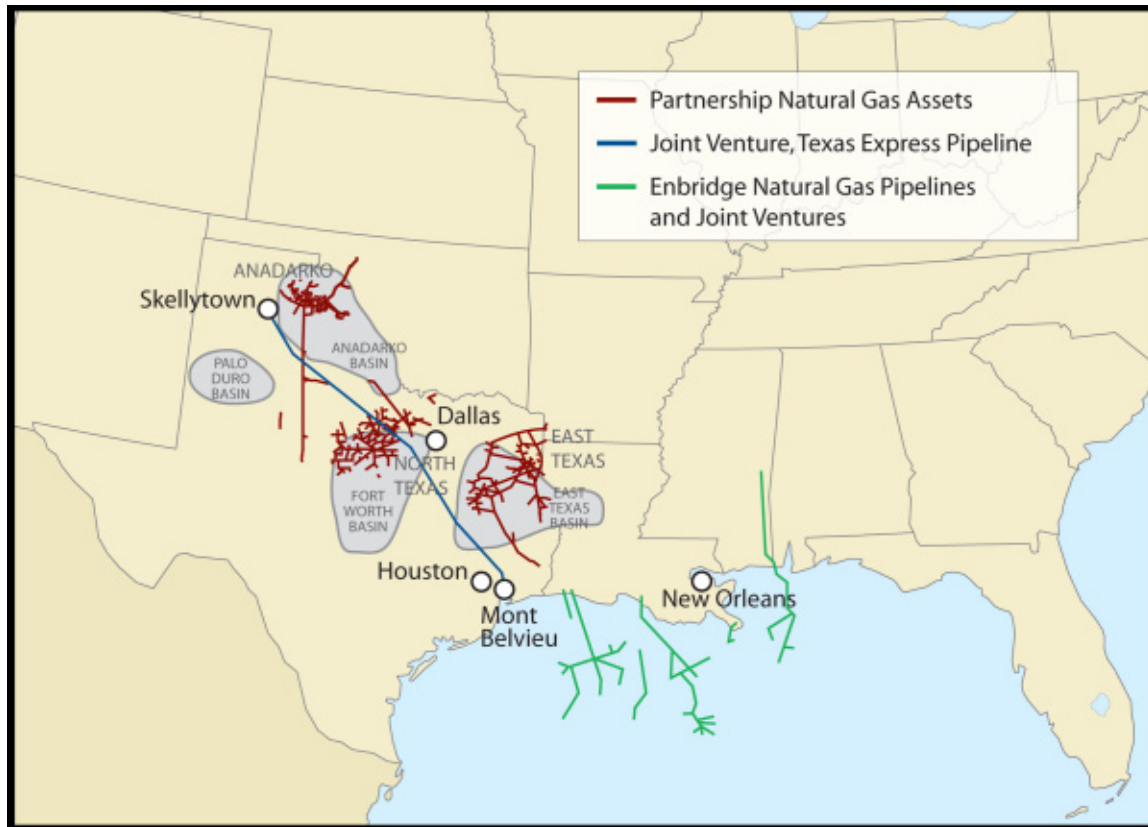 Partnership Natural Gas Assets
Joint Venture, Texas Express Pipeline
Enbridge Natural Gas Pipelines
and Joint Ventures
ANADARKO
Skellytown
ANADARKO
BASIN
PALO
DURO
BASIN
Dallas
NORTH
TEXAS
FORT
WORTH
BASIN
EAST
TEXAS
EAST
TEXAS
BASIN
Houston
Mont
Belvieu
New Orleans